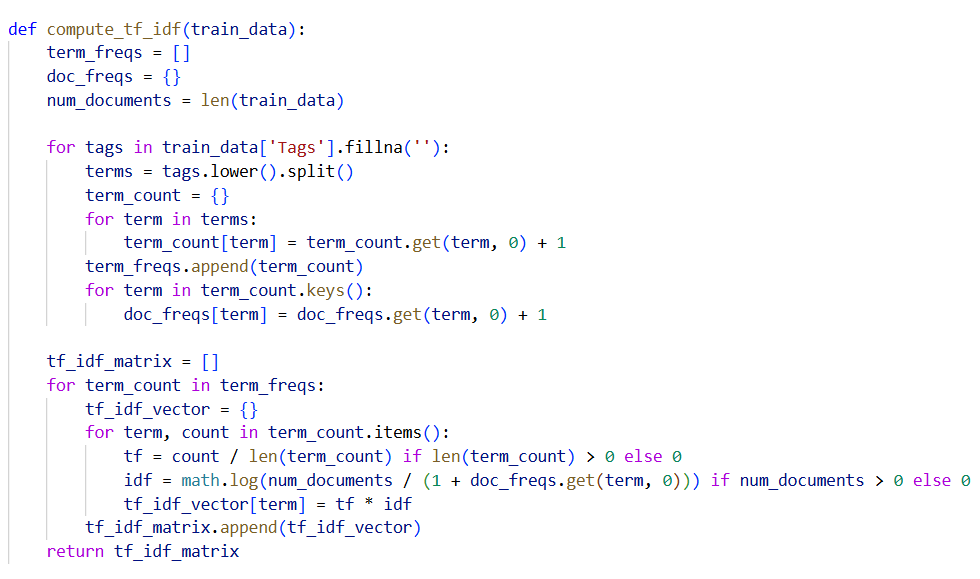 def compute_tf_idf(train_data):
    term_freqs = []
    doc_freqs = {}
    num_documents = len(train_data)

    for tags in train_data['Tags'].fillna(''):
        terms = tags.lower().split()
        term_count = {}
        for term in terms:
            term_count[term] = term_count.get(term, 0) + 1
        term_freqs.append(term_count)
        for term in term_count.keys():
            doc_freqs[term] = doc_freqs.get(term, 0) + 1

    tf_idf_matrix = []
    for term_count in term_freqs:
        tf_idf_vector = {}
        for term, count in term_count.items():
            tf = count / len(term_count) if len(term_count) > 0 else 0
            idf = math.log(num_documents / (1 + doc_freqs.get(term, 0))) if num_documents > 0 else 0
            tf_idf_vector[term] = tf * idf
        tf_idf_matrix.append(tf_idf_vector)
    return tf_idf_matrix